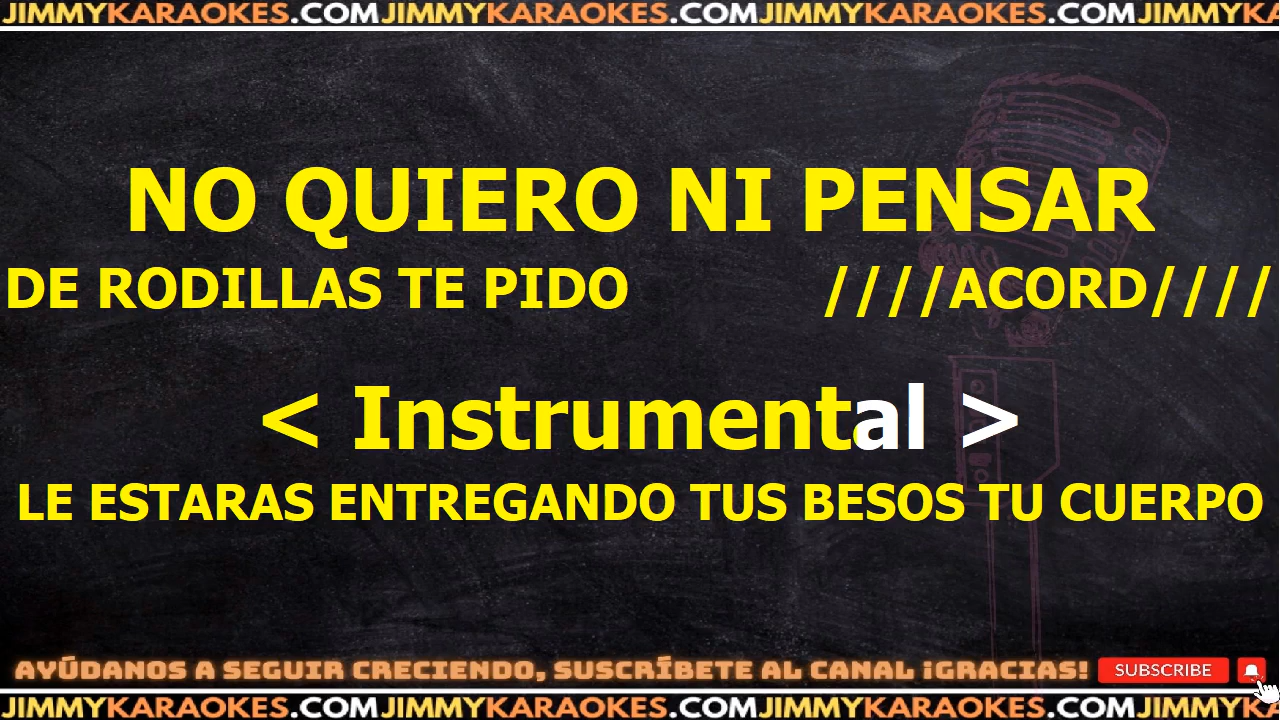 JIMMYKARAOKES.COMJIMMYKARAOKES.COMJIMMYKARAOKES.COMJIMMYKA
NO QUIERO NI PENSAR
DE RODILLAS TE PIDO ////ACORD////
< Instrumental >
LE ESTARAS ENTREGANDO TUS BESOS TU CUERPO
AYÚDANOS A SEGUIR CRECIENDO, SUSCRÍBETE AL CANAL ¡GRACIAS! SUBSCRIBE
JIMMYKARAOKES.COMJIMMYKARAOKES.COMJIMMYKARAOKES.COMJIMMYKA